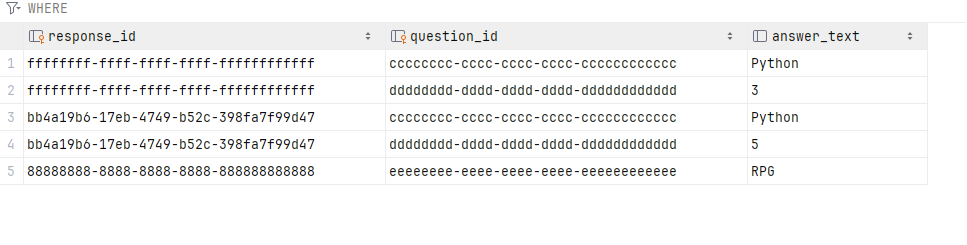 WHERE
response_id question_id answer_text
1 ffffffff-ffff-ffff-ffff-ffffffffffff cccccccc-cccc-cccc-cccc-cccccccccccc Python
2 ffffffff-ffff-ffff-ffff-ffffffffffff dddddddd-dddd-dddd-dddd-dddddddddddd 3
3 bb4a19b6-17eb-4749-b52c-398fa7f99d47 cccccccc-cccc-cccc-cccc-cccccccccccc Python
4 bb4a19b6-17eb-4749-b52c-398fa7f99d47 dddddddd-dddd-dddd-dddd-dddddddddddd 5
5 88888888-8888-8888-8888-888888888888 eeeeeeee-eeee-eeee-eeee-eeeeeeeeeeee RPG